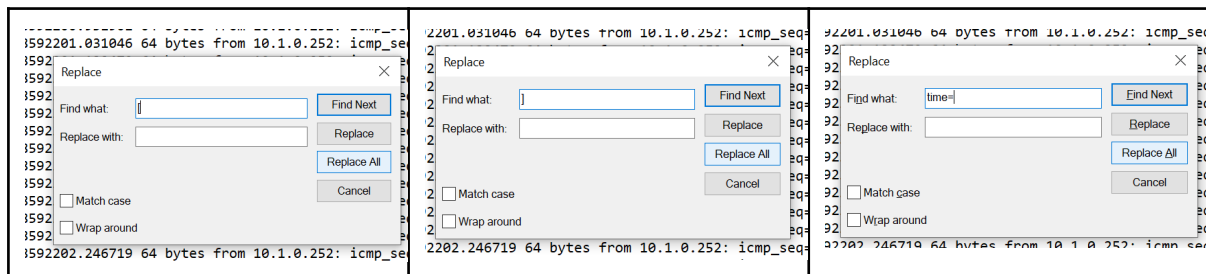 3592201.031046 64 bytes from 10.1.0.252: icmp_se
Replace
Find what:
[
Find Next
Replace with:
Replace
Replace All
Cancel
Match case
Wrap around
3592202.246719 64 bytes from 10.1.0.252: icmp_se
2201.031046 64 bytes from 10.1.0.252: icmp_seq=
Replace
Find what:
]
Find Next
Replace with:
Replace
Replace All
Cancel
Match case
Wrap around
2202.246719 64 bytes from 10.1.0.252: icmp_seq=
92201.031046 64 bytes from 10.1.0.252: icmp_seq
Replace
Find what:
time=
Find Next
Replace with:
Replace
Replace All
Cancel
Match case
Wrap around
92202.246719 64 bytes from 10.1.0.252: icmp_seq